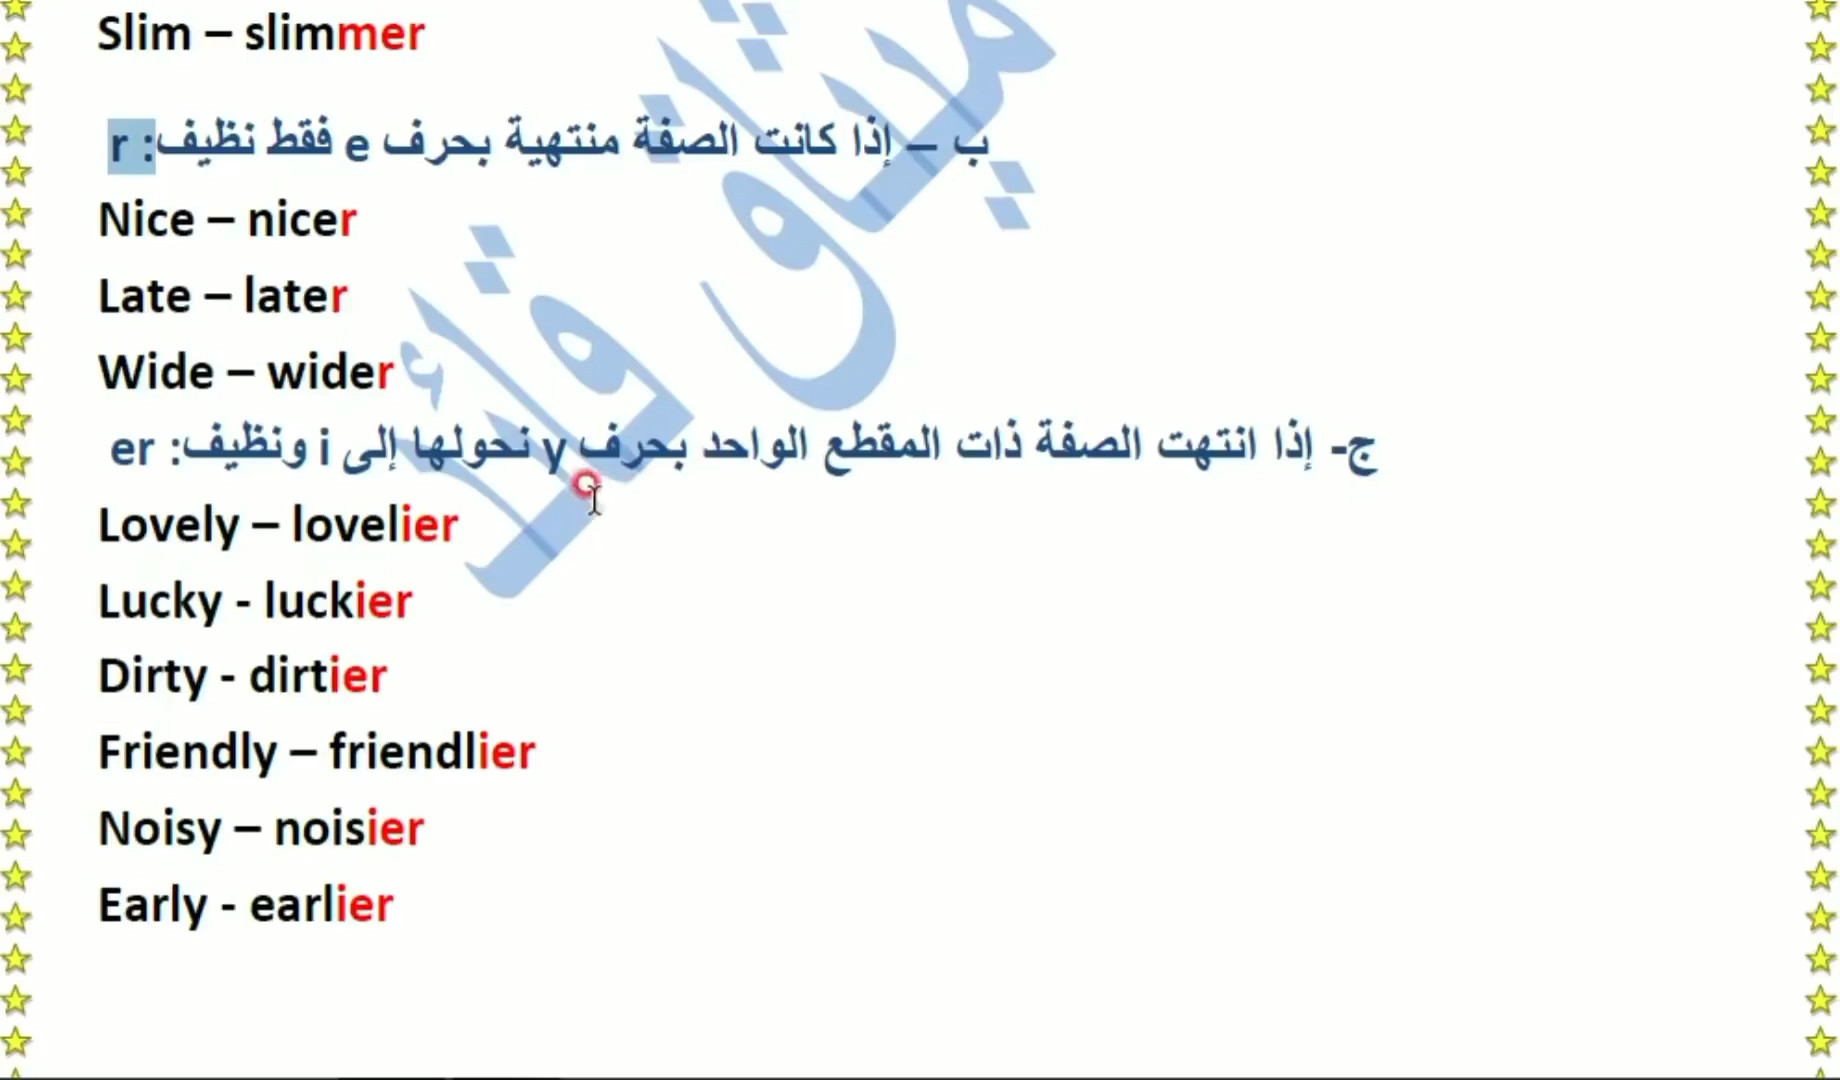 Slim – slimmer
ب – إذا كانت الصفة منتهية بحرف e فقط نظيف: r
Nice – nicer
Late – later
Wide – wider
ج- إذا انتهت الصفة ذات المقطع الواحد بحرف y نحولها إلى i ونظيف: er
Lovely – lovelier
Lucky - luckier
Dirty - dirtier
Friendly – friendlier
Noisy – noisier
Early - earlier